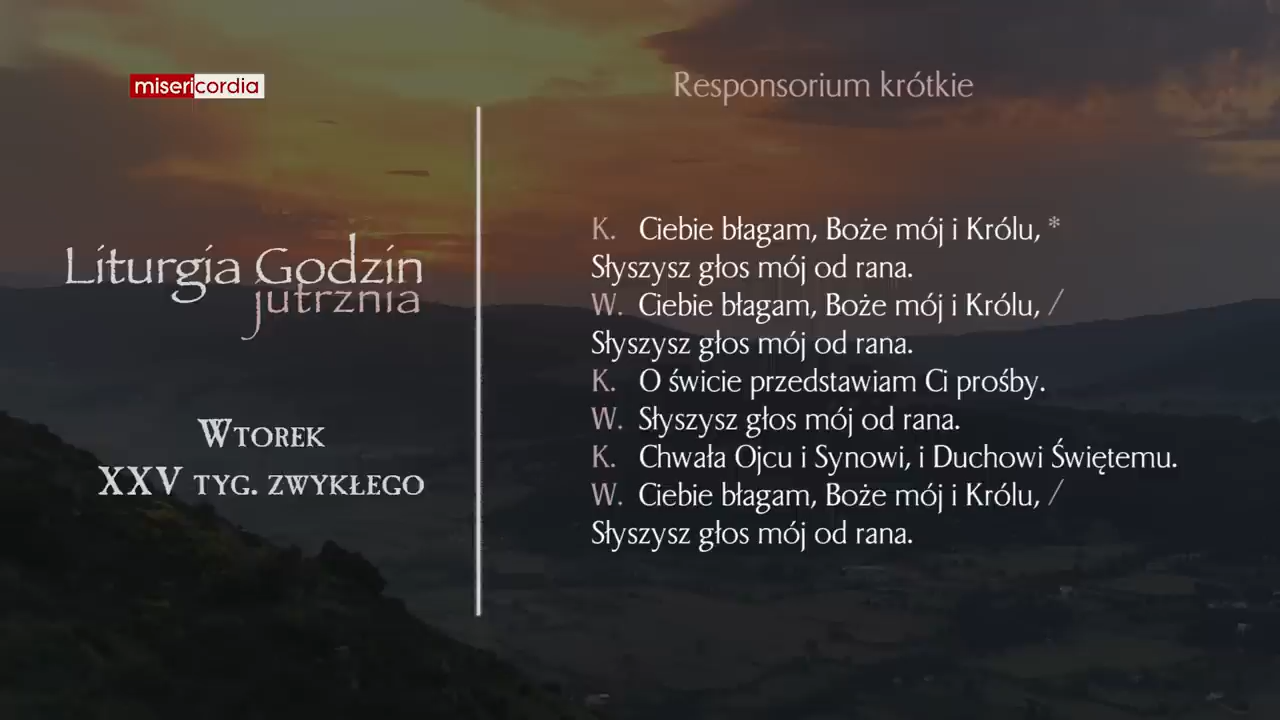 misericordia
Liturgia Godzin
jutrznia
Wtorek
XXV tyg. zwykłego
Responsorium krótkie
K. Ciebie błagam, Boże mój i Królu, *
Słyszysz głos mój od rana.
W. Ciebie błagam, Boże mój i Królu, /
Słyszysz głos mój od rana.
K. O świcie przedstawiam Ci prośby.
W. Słyszysz głos mój od rana.
K. Chwała Ojcu i Synowi, i Duchowi Świętemu.
W. Ciebie błagam, Boże mój i Królu, /
Słyszysz głos mój od rana.